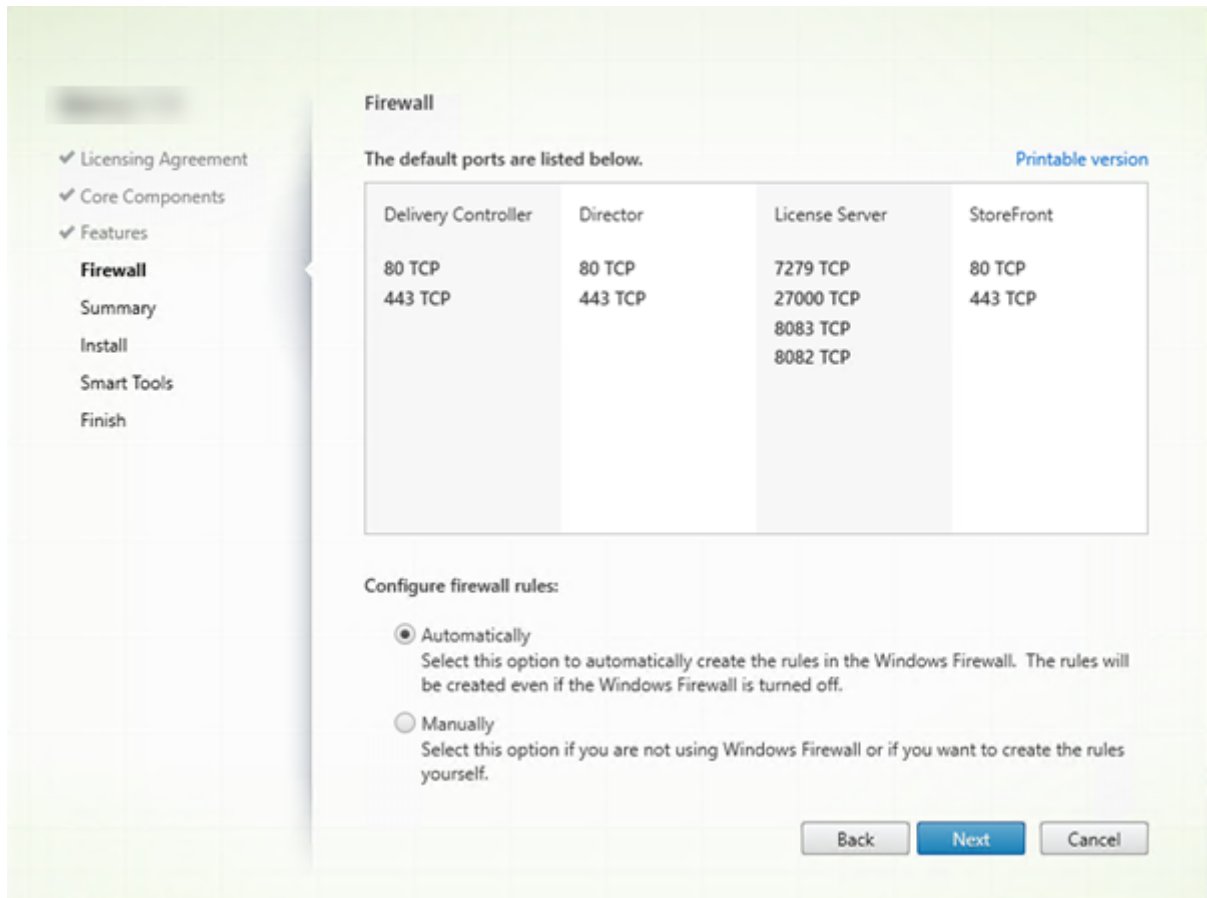 Firewall
Licensing Agreement
Core Components
Features
Firewall
Summary
Install
Smart Tools
Finish
The default ports are listed below.
Printable version
Delivery Controller
80 TCP
443 TCP
Director
80 TCP
443 TCP
License Server
7279 TCP
27000 TCP
8083 TCP
8082 TCP
StoreFront
80 TCP
443 TCP
Configure firewall rules:
Automatically
Select this option to automatically create the rules in the Windows Firewall. The rules will
be created even if the Windows Firewall is turned off.
Manually
Select this option if you are not using Windows Firewall or if you want to create the rules
yourself.
Back
Next
Cancel